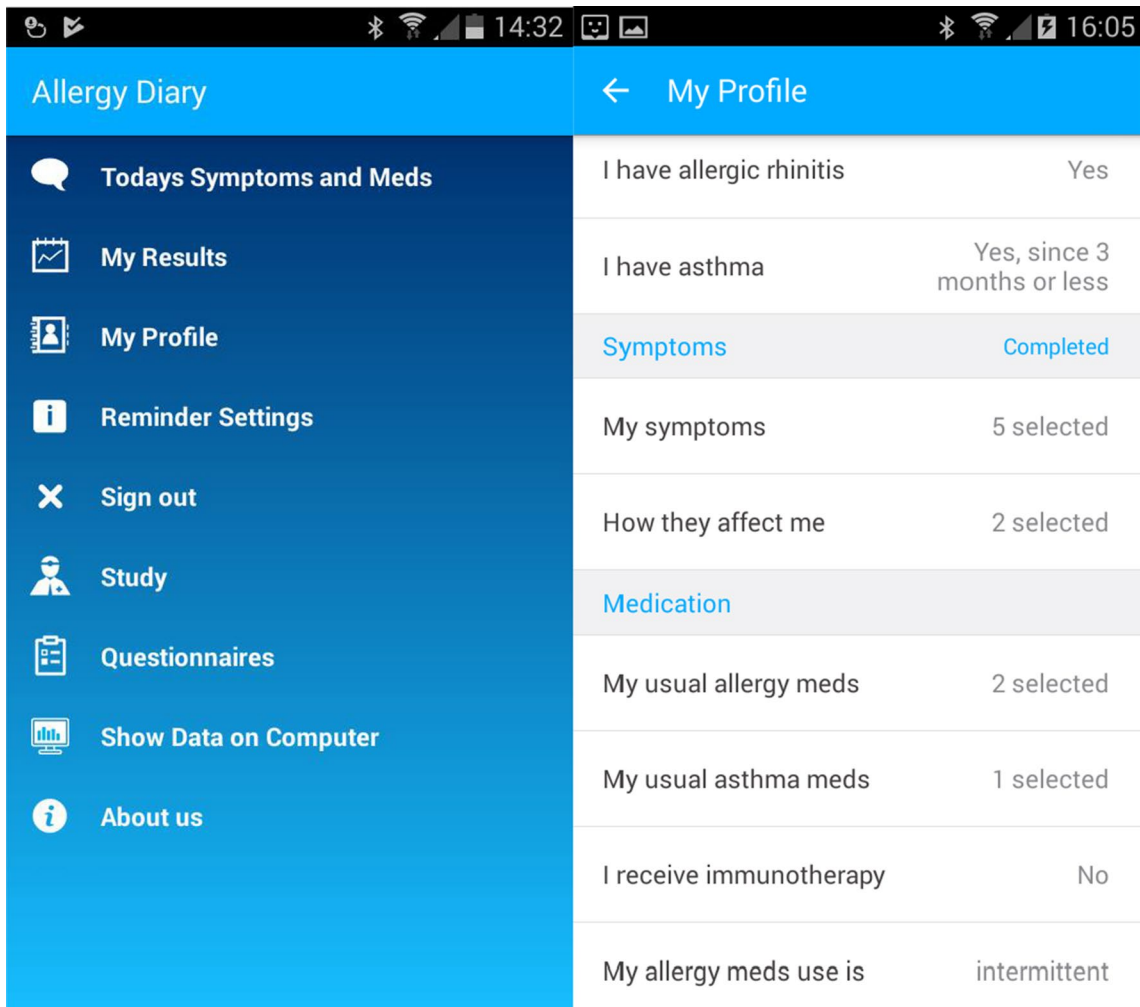 14:32
Allergy Diary
Todays Symptoms and Meds
My Results
My Profile
Reminder Settings
Sign out
Study
Questionnaires
Show Data on Computer
About us
16:05
My Profile
I have allergic rhinitis Yes
I have asthma Yes, since 3
months or less
Symptoms Completed
My symptoms 5 selected
How they affect me 2 selected
Medication
My usual allergy meds 2 selected
My usual asthma meds 1 selected
I receive immunotherapy No
My allergy meds use is intermittent